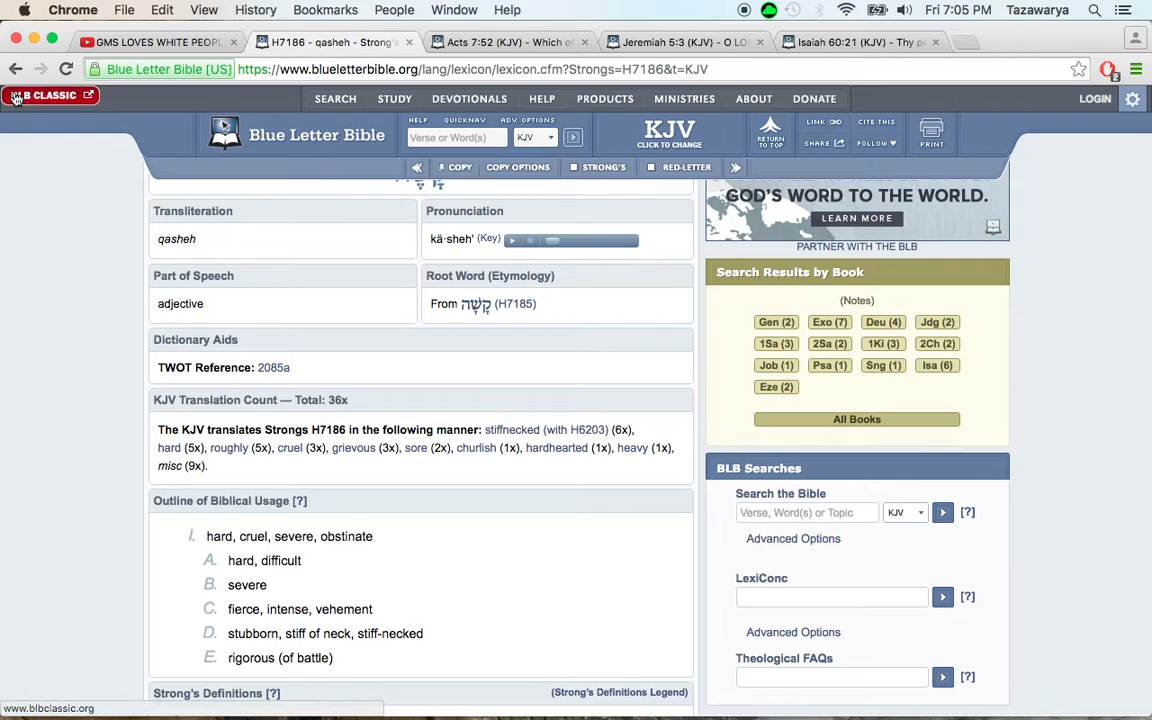 Chrome File Edit View History Bookmarks People Window Help Fri 7:05 PM Tazawarya
GMS LOVES WHITE PEOPL × H7186 - qasheh - Strong's × Acts 7:52 (KJV) - Which of × Jeremiah 5:3 (KJV) - O LOR × Isaiah 60:21 (KJV) - Thy pe ×
Blue Letter Bible [US] https://www.blueletterbible.org/lang/lexicon/lexicon.cfm?Strongs=H7186&t=KJV
2
BLB CLASSIC SEARCH STUDY DEVOTIONALS HELP PRODUCTS MINISTRIES ABOUT DONATE LOGIN
Blue Letter Bible
SEARCH QUICKNAV ADV. OPTIONS
Verse or Word(s) KJV
KJV
CLICK TO CHANGE
RETURN
TO TOP
LINK CITE THIS
SHARE FOLLOW
PRINT
COPY COPY OPTIONS STRONG'S RED-LETTER
Transliteration
qasheh
Pronunciation
kä·sheh' (Key)
Part of Speech
adjective
Root Word (Etymology)
From קָשָׁה (H7185)
Dictionary Aids
TWOT Reference: 2085a
KJV Translation Count — Total: 36x
The KJV translates Strongs H7186 in the following manner: stiffnecked (with H6203) (6x),
hard (5x), roughly (5x), cruel (3x), grievous (3x), sore (2x), churlish (1x), hardhearted (1x), heavy (1x),
misc (9x).
Outline of Biblical Usage [?]
I. hard, cruel, severe, obstinate
A. hard, difficult
B. severe
C. fierce, intense, vehement
D. stubborn, stiff of neck, stiff-necked
E. rigorous (of battle)
Strong's Definitions [?] (Strong's Definitions Legend)
GOD'S WORD TO THE WORLD.
LEARN MORE
PARTNER WITH THE BLB
Search Results by Book
(Notes)
Gen (2) Exo (7) Deu (4) Jdg (2)
1Sa (3) 2Sa (2) 1Ki (3) 2Ch (2)
Job (1) Psa (1) Sng (1) Isa (6)
Eze (2)
All Books
BLB Searches
Search the Bible
Verse, Word(s) or Topic KJV [?]
Advanced Options
LexiConc
[?]
Advanced Options
Theological FAQs
[?]
www.blbclassic.org